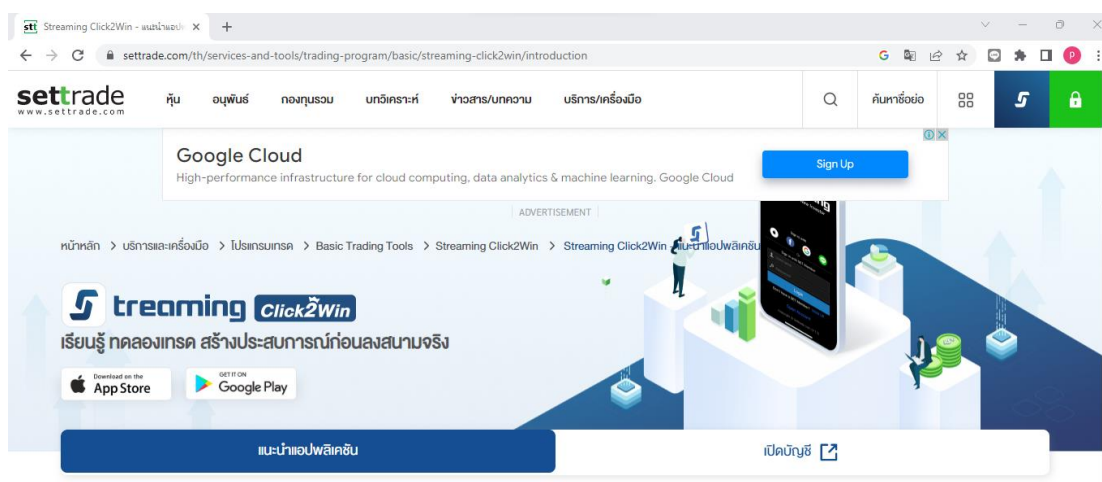 stt Streaming Click2Win - แนะนำแอปพ
settrade.com/th/services-and-tools/trading-program/basic/streaming-click2win/introduction
settrade
www.settrade.com
หุ้น อนุพันธ์ กองทุนรวม บทวิเคราะห์ ข่าวสาร/บทความ บริการ/เครื่องมือ ค้นหาชื่อย่อ
Google Cloud
High-performance infrastructure for cloud computing, data analytics & machine learning. Google Cloud
Sign Up
ADVERTISEMENT
หน้าหลัก > บริการและเครื่องมือ > โปรแกรมเทรด > Basic Trading Tools > Streaming Click2Win > Streaming Click2Win - แนะนำแอปพลิเคชัน
Streaming Click2Win
เรียนรู้ ทดลองเทรด สร้างประสบการณ์ก่อนลงสนามจริง
Download on the App Store
GET IT ON Google Play
แนะนำแอปพลิเคชัน เปิดบัญชี